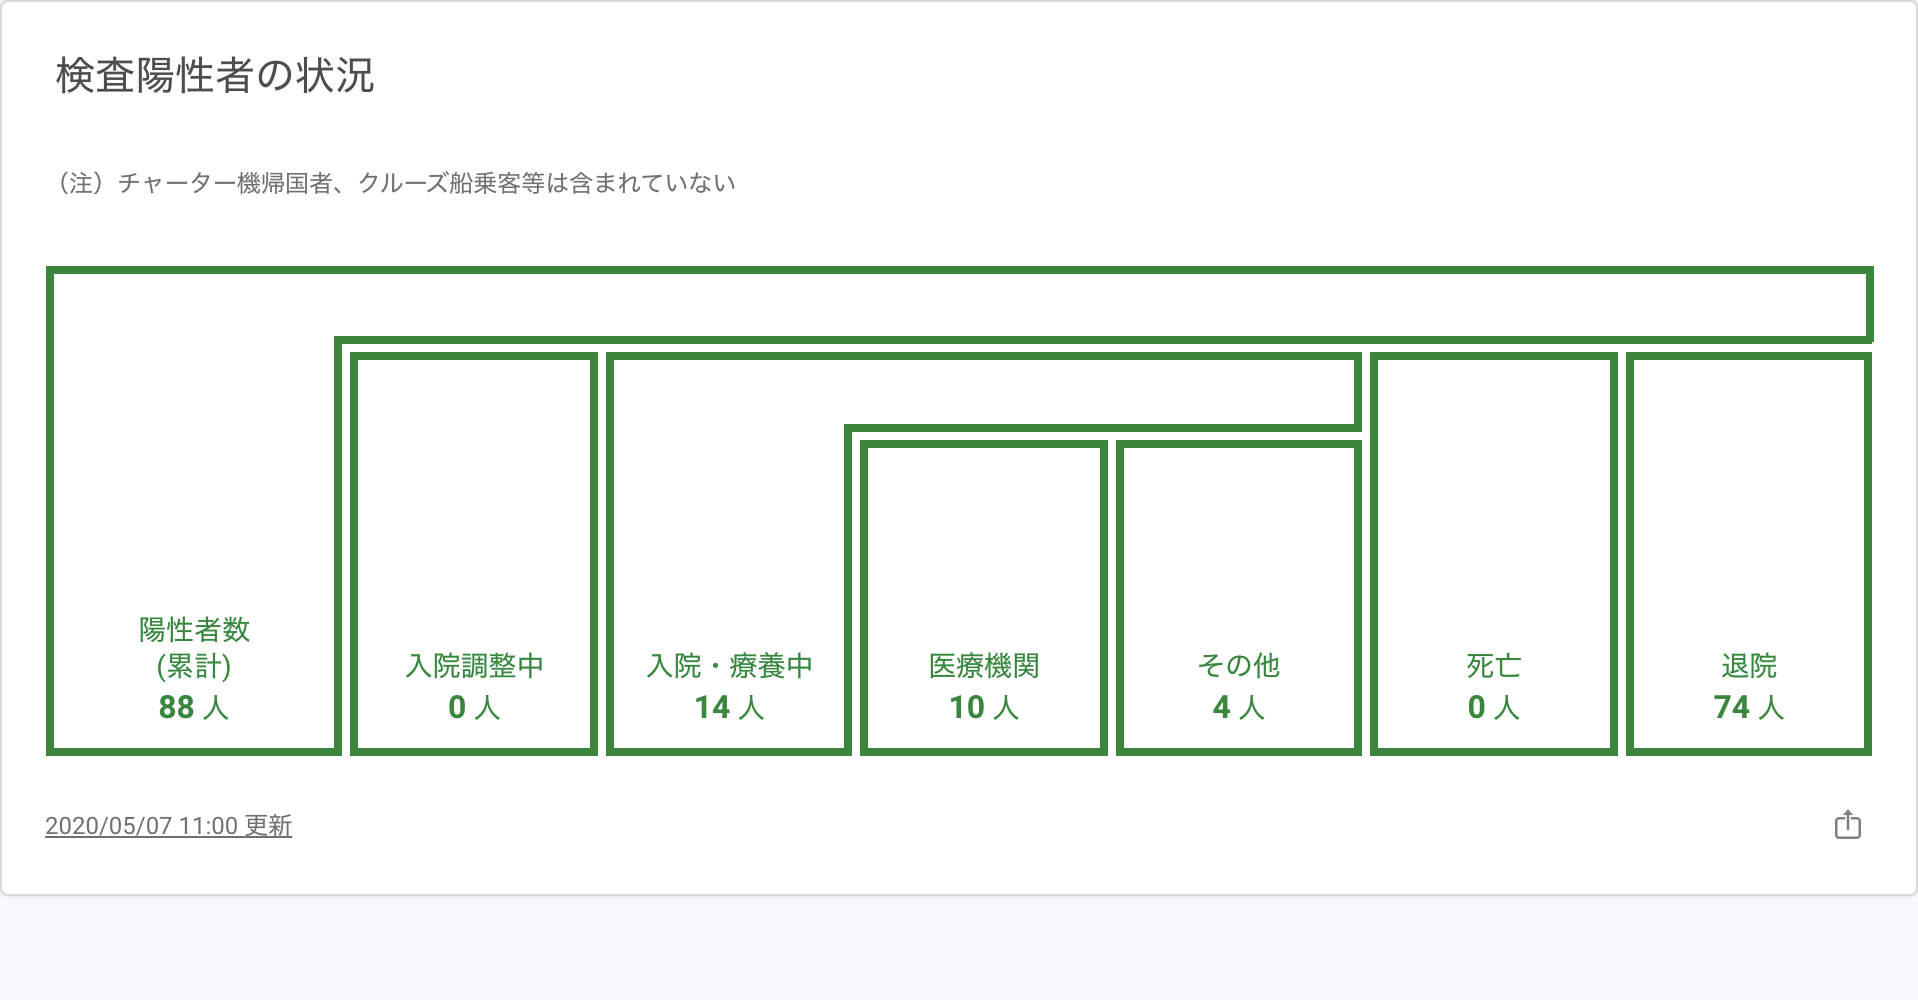 検査陽性者の状況
（注）チャーター機帰国者、クルーズ船乗客等は含まれていない
陽性者数
(累計)
88 人
入院調整中
0 人
入院・療養中
14 人
医療機関
10 人
その他
4 人
死亡
0 人
退院
74 人
2020/05/07 11:00 更新